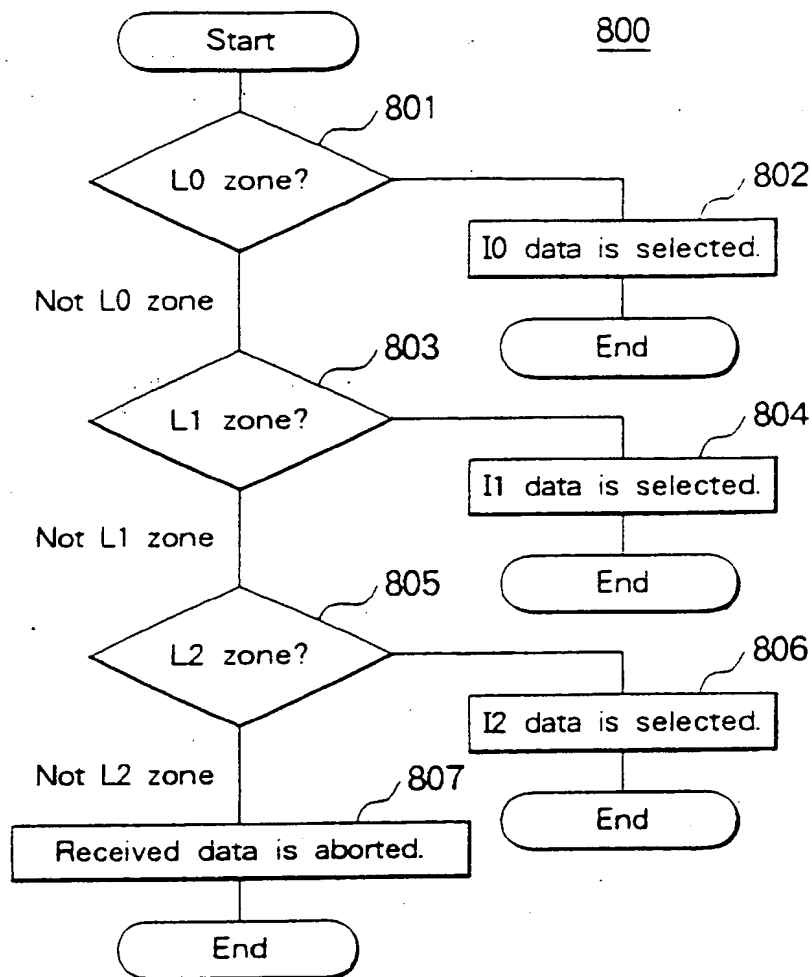 Start
800
801
L0 zone?
802
I0 data is selected.
Not L0 zone
End
803
L1 zone?
804
I1 data is selected.
Not L1 zone
End
805
L2 zone?
806
I2 data is selected.
Not L2 zone
807
End
Received data is aborted.
End